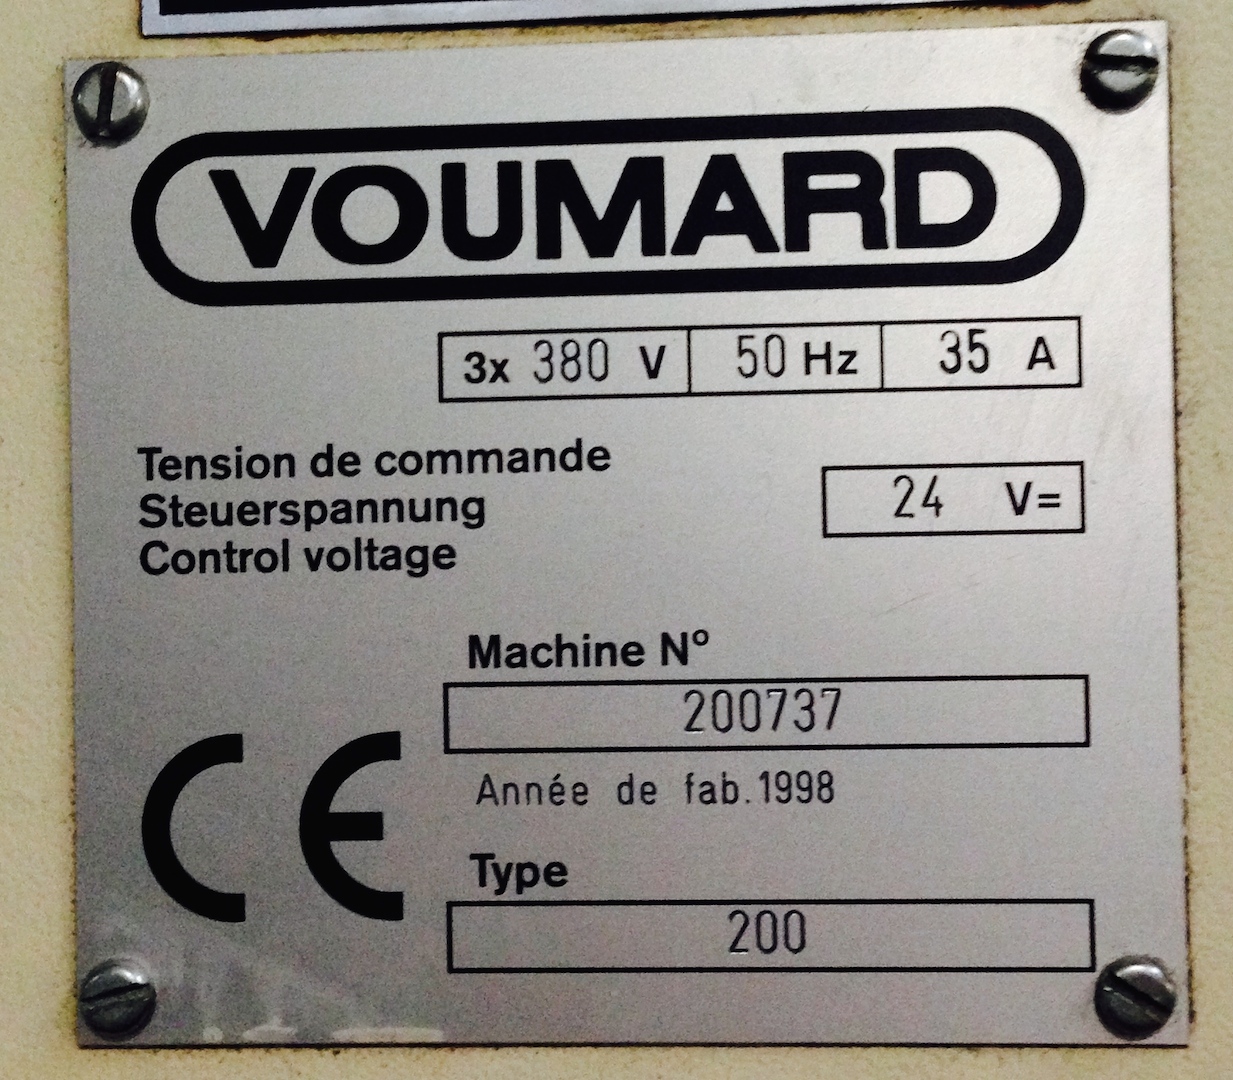 VOUMARD
3x 380 V 50 Hz 35 A
Tension de commande
Steuerspannung
24 V=
Control voltage
Machine Nº
200737
CE
Année de fab.1998
Type
200